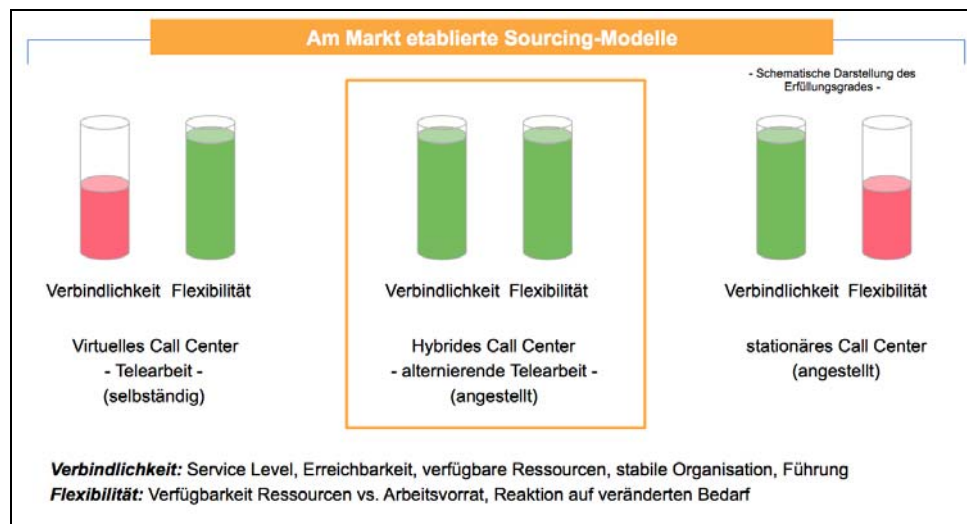 Am Markt etablierte Sourcing-Modelle
- Schematische Darstellung des
Erfüllungsgrades -
Verbindlichkeit Flexibilität
Virtuelles Call Center
- Telearbeit -
(selbständig)
Verbindlichkeit Flexibilität
Hybrides Call Center
- alternierende Telearbeit -
(angestellt)
Verbindlichkeit Flexibilität
stationäres Call Center
(angestellt)
Verbindlichkeit: Service Level, Erreichbarkeit, verfügbare Ressourcen, stabile Organisation, Führung
Flexibilität: Verfügbarkeit Ressourcen vs. Arbeitsvorrat, Reaktion auf veränderten Bedarf